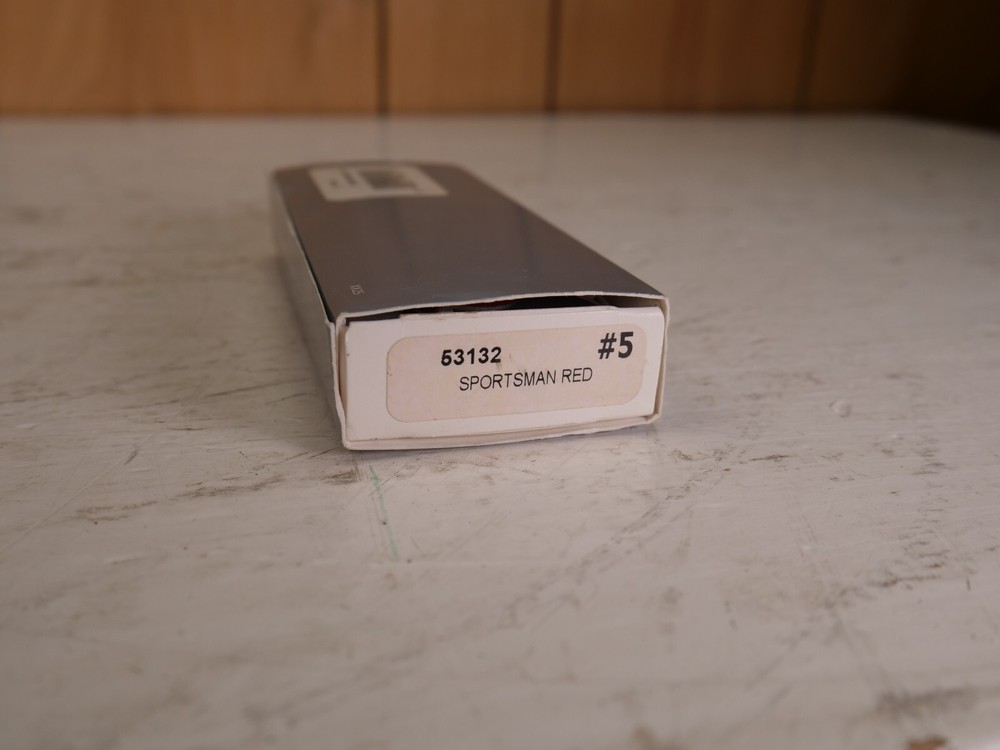 53132 #5
SPORTSMAN RED